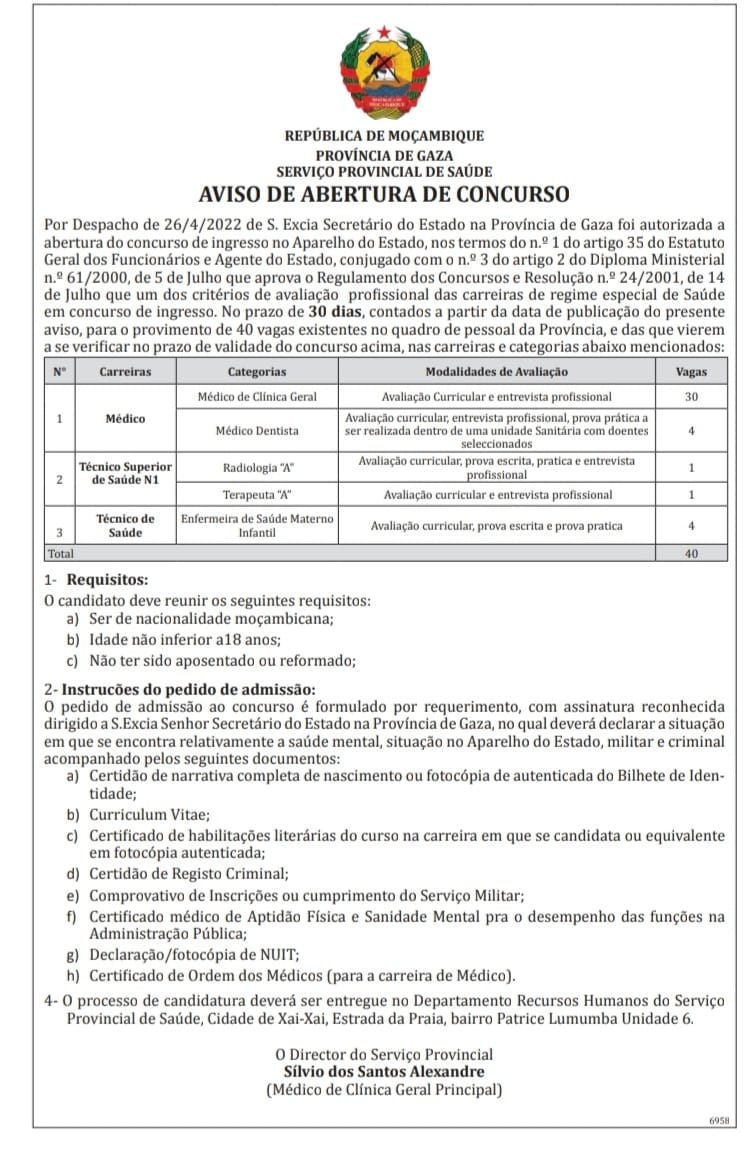 REPÚBLICA DE MOÇAMBIQUE
PROVÍNCIA DE GAZA
SERVIÇO PROVINCIAL DE SAÚDE
AVISO DE ABERTURA DE CONCURSO
Por Despacho de 26/4/2022 de S. Excia Secretário do Estado na Província de Gaza foi autorizada a
abertura do concurso de ingresso no Aparelho do Estado, nos termos do n.º 1 do artigo 35 do Estatuto
Geral dos Funcionários e Agente do Estado, conjugado com o n.º 3 do artigo 2 do Diploma Ministerial
n.º 61/2000, de 5 de Julho que aprova o Regulamento dos Concursos e Resolução n.º 24/2001, de 14
de Julho que um dos critérios de avaliação profissional das carreiras de regime especial de Saúde
em concurso de ingresso. No prazo de 30 dias, contados a partir da data de publicação do presente
aviso, para o provimento de 40 vagas existentes no quadro de pessoal da Província, e das que vierem
a se verificar no prazo de validade do concurso acima, nas carreiras e categorias abaixo mencionados:
Nº Carreiras Categorias Modalidades de Avaliação Vagas
1 Médico Médico de Clínica Geral Avaliação Curricular e entrevista profissional 30
Médico Dentista Avaliação curricular, entrevista profissional, prova prática a
ser realizada dentro de uma unidade Sanitária com doentes
seleccionados 4
2 Técnico Superior
de Saúde N1 Radiologia "A" Avaliação curricular, prova escrita, pratica e entrevista
profissional 1
Terapeuta "A" Avaliação curricular e entrevista profissional 1
3 Técnico de
Saúde Enfermeira de Saúde Materno
Infantil Avaliação curricular, prova escrita e prova pratica 4
Total 40
1- Requisitos:
O candidato deve reunir os seguintes requisitos:
a) Ser de nacionalidade moçambicana;
b) Idade não inferior a18 anos;
c) Não ter sido aposentado ou reformado;
2- Instrucões do pedido de admissão:
O pedido de admissão ao concurso é formulado por requerimento, com assinatura reconhecida
dirigido a S.Excia Senhor Secretário do Estado na Província de Gaza, no qual deverá declarar a situação
em que se encontra relativamente a saúde mental, situação no Aparelho do Estado, militar e criminal
acompanhado pelos seguintes documentos:
a) Certidão de narrativa completa de nascimento ou fotocópia de autenticada do Bilhete de Iden-
tidade;
b) Curriculum Vitae;
c) Certificado de habilitações literárias do curso na carreira em que se candidata ou equivalente
em fotocópia autenticada;
d) Certidão de Registo Criminal;
e) Comprovativo de Inscrições ou cumprimento do Serviço Militar;
f) Certificado médico de Aptidão Física e Sanidade Mental pra o desempenho das funções na
Administração Pública;
g) Declaração/fotocópia de NUIT;
h) Certificado de Ordem dos Médicos (para a carreira de Médico).
4- O processo de candidatura deverá ser entregue no Departamento Recursos Humanos do Serviço
Provincial de Saúde, Cidade de Xai-Xai, Estrada da Praia, bairro Patrice Lumumba Unidade 6.
O Director do Serviço Provincial
Sílvio dos Santos Alexandre
(Médico de Clínica Geral Principal)
6958